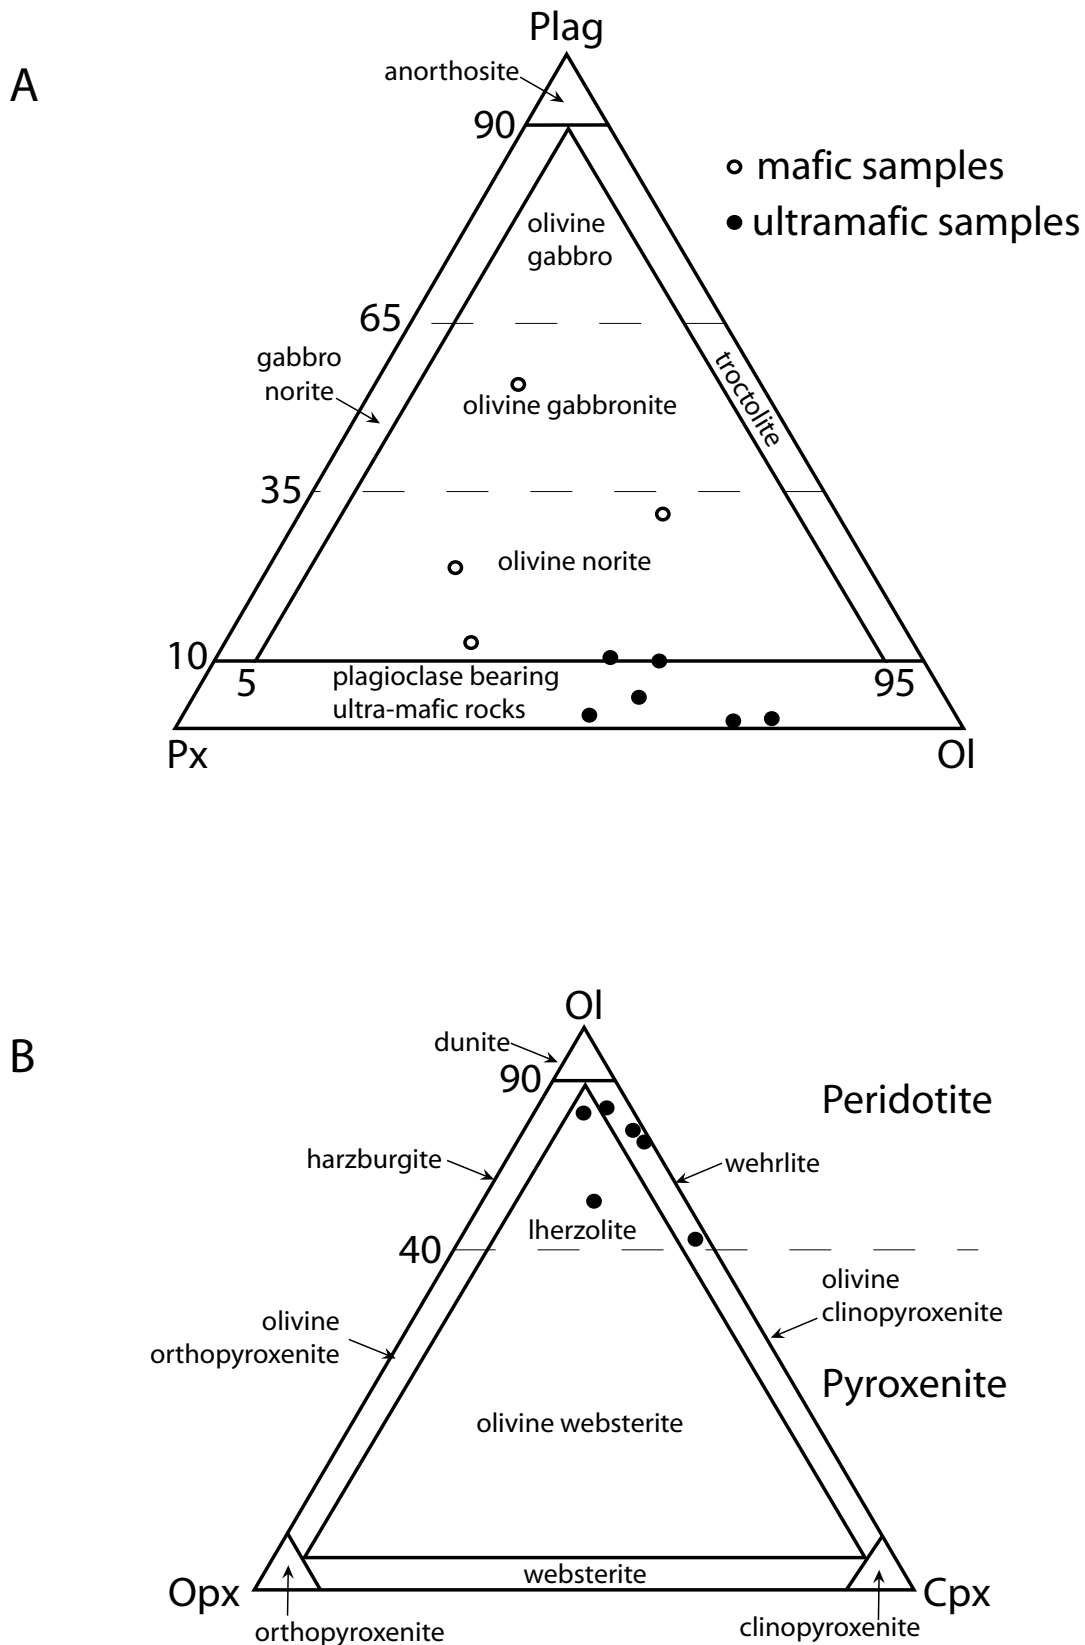 A
Plag
anorthosite
90
mafic samples
ultramafic samples
olivine
gabbro
65
gabbro
norite
troctolite
olivine gabbronite
35
olivine norite
10
5
plagioclase bearing
ultra-mafic rocks
95
Px
Ol
B
Ol
dunite
90
Peridotite
harzburgite
wehrlite
lherzolite
40
olivine
clinopyroxenite
olivine
orthopyroxenite
Pyroxenite
olivine websterite
websterite
Opx
Cpx
orthopyroxenite
clinopyroxenite